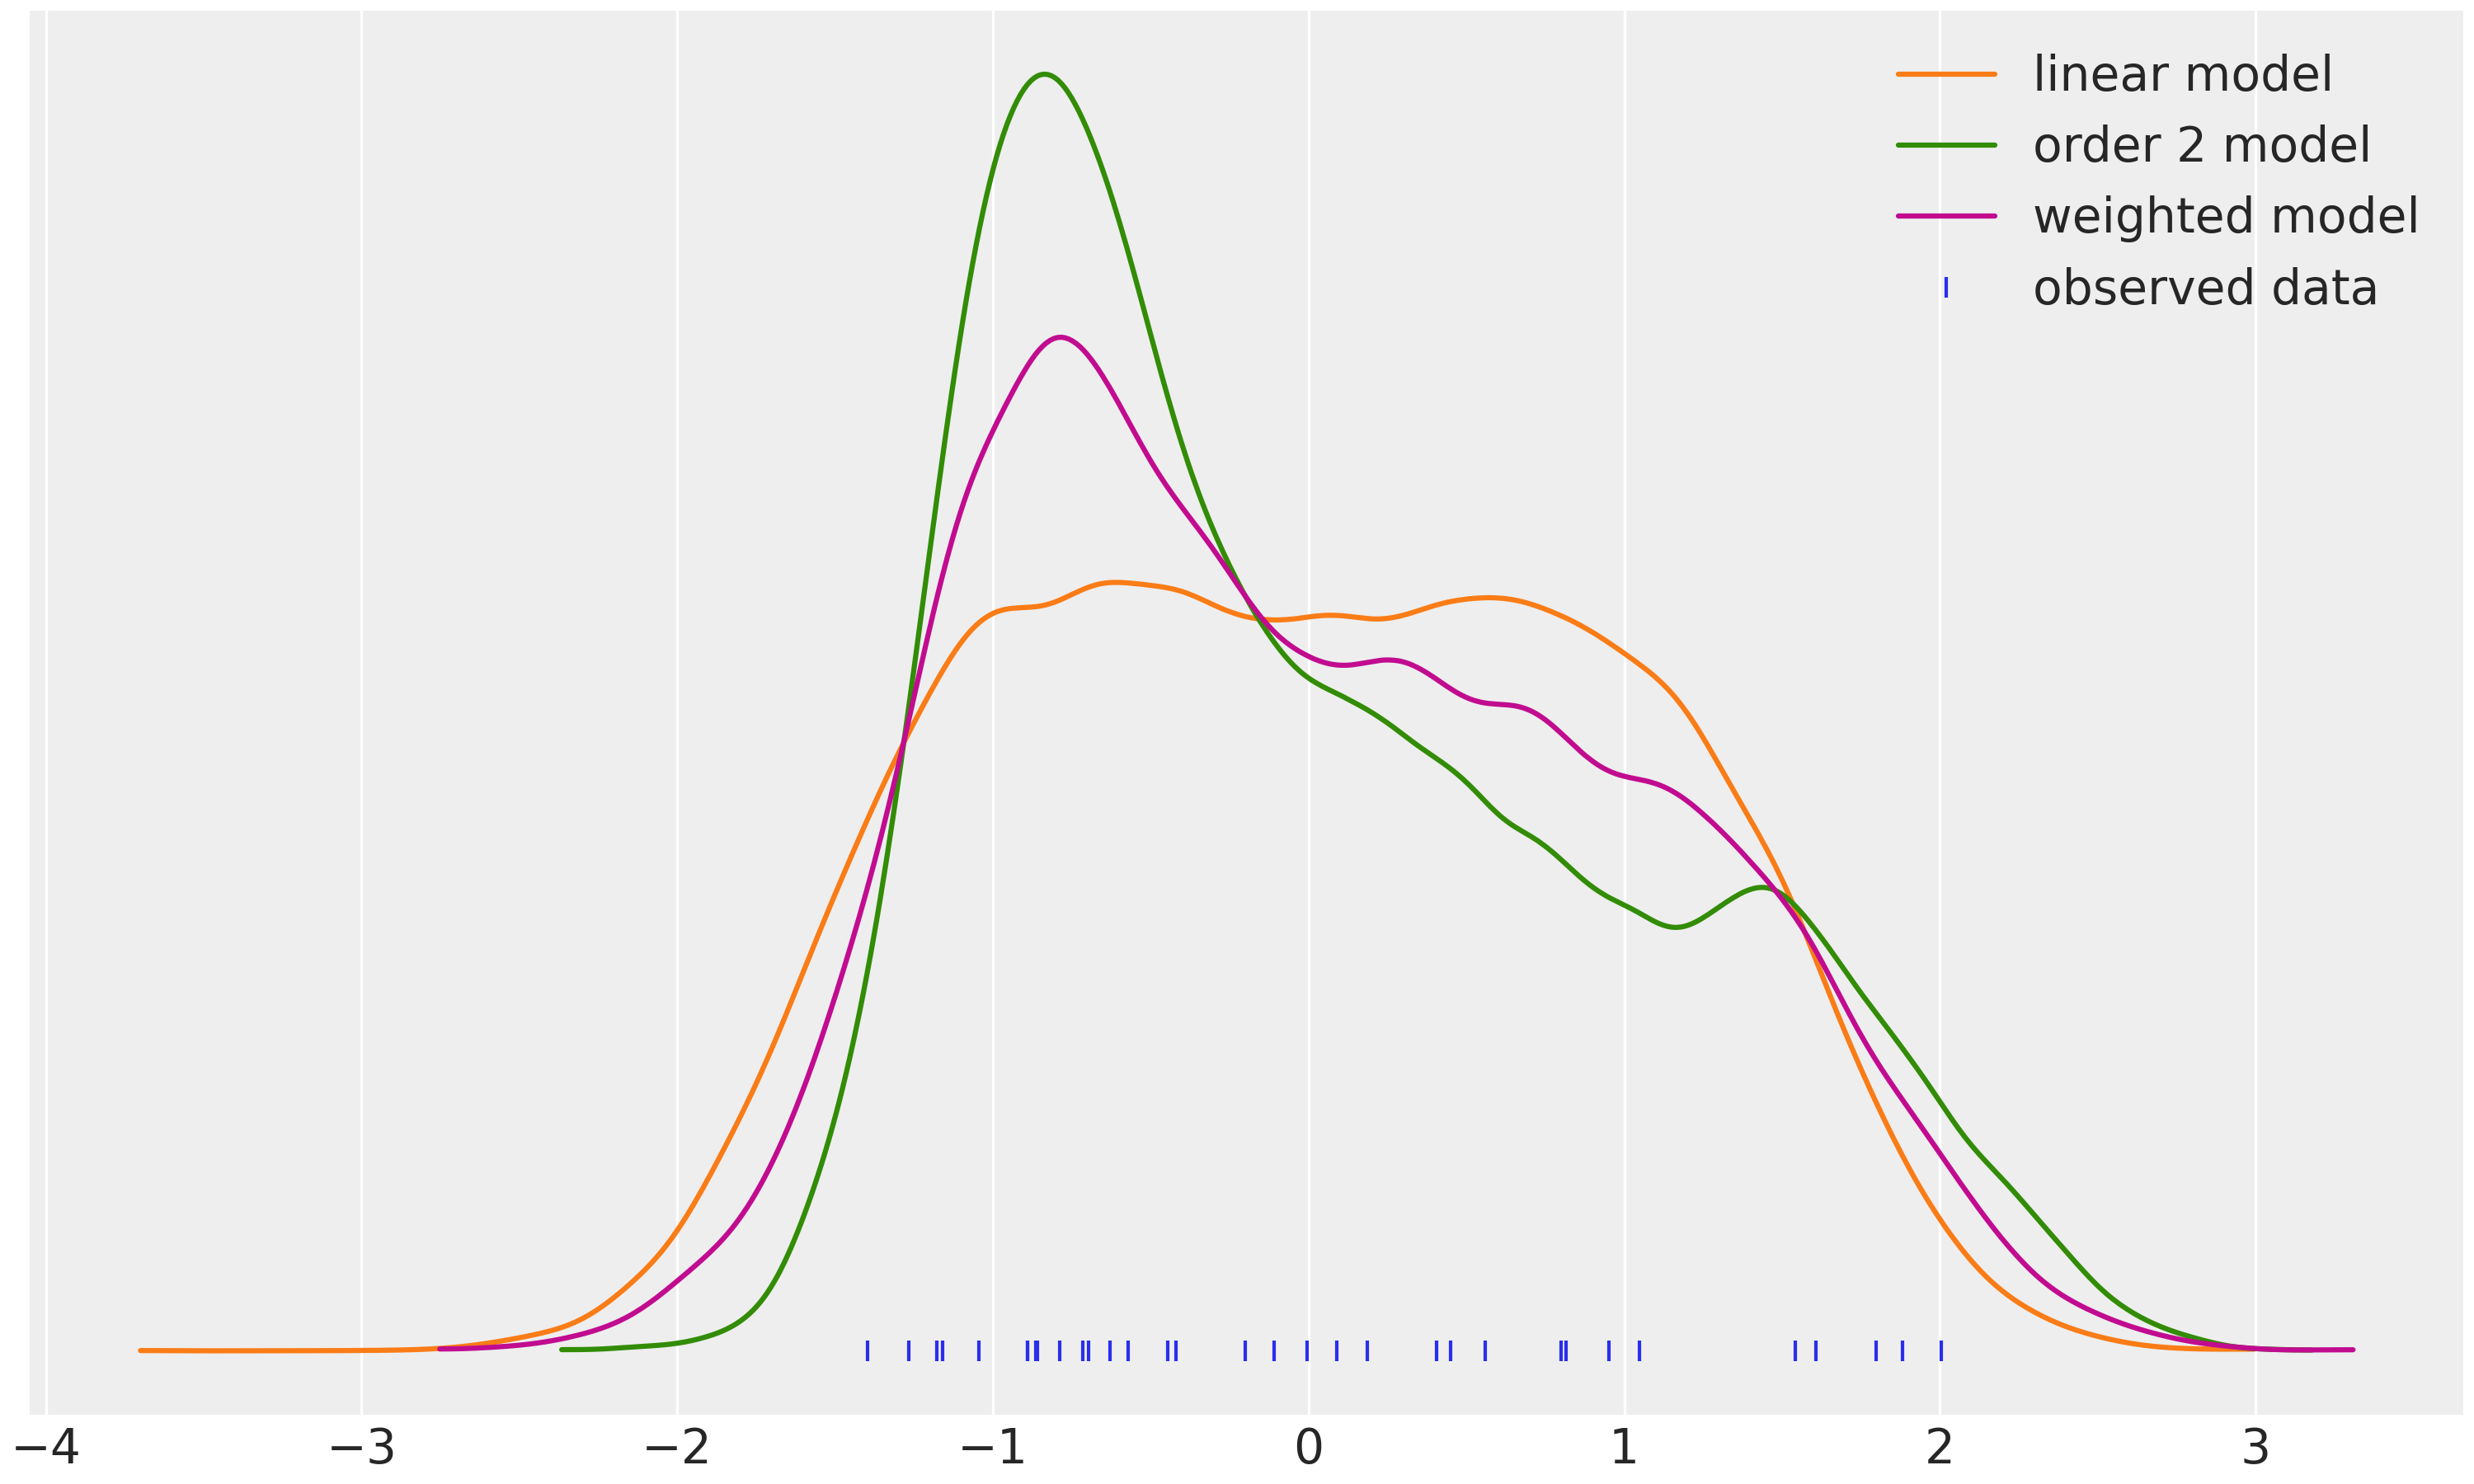 linear model
order 2 model
weighted model
observed data
−4 −3 −2 −1 0 1 2 3